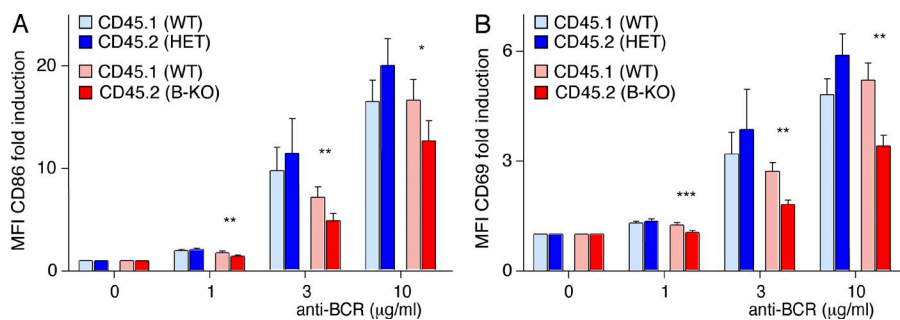 A
CD45.1 (WT)
CD45.2 (HET)
CD45.1 (WT)
CD45.2 (B-KO)
MFI CD86 fold induction
20
10
0
**
**
*
0 1 3 10
anti-BCR (µg/ml)
B
CD45.1 (WT)
CD45.2 (HET)
CD45.1 (WT)
CD45.2 (B-KO)
MFI CD69 fold induction
6
3
0
***
**
**
0 1 3 10
anti-BCR (µg/ml)